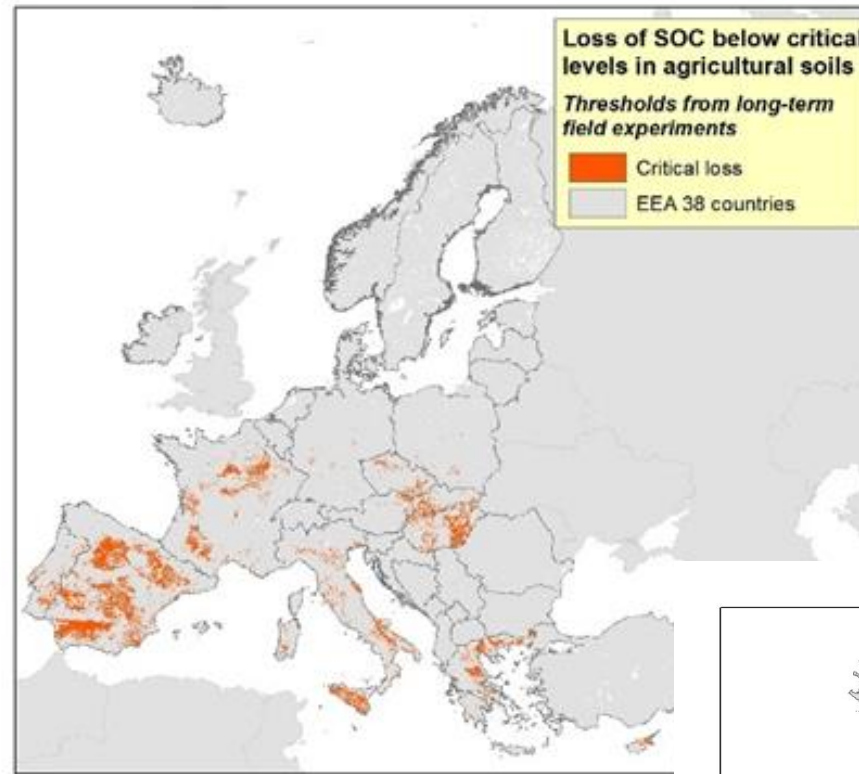 Loss of SOC below critical
levels in agricultural soils
Thresholds from long-term
field experiments
Critical loss
EEA 38 countries